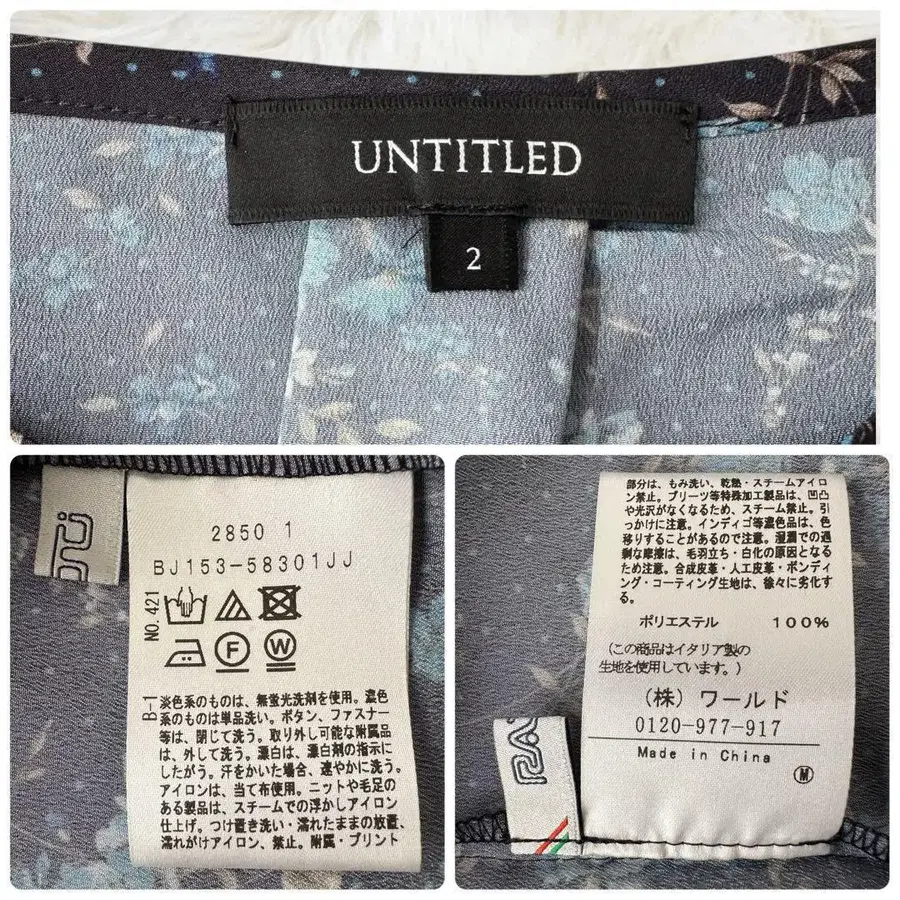 UNTITLED
2
2850 1
BJ153-58301JJ
NO. 421
F
W
B-1
淡色系のものは、無蛍光洗剤を使用。濃色
系のものは単品洗い。ボタン、ファスナー
等は、閉じて洗う。取り外し可能な附属品
は、外して洗う。漂白は、漂白剤の指示に
したがう。汗をかいた場合、速やかに洗う。
アイロンは、当て布使用。ニットや毛足の
ある製品は、スチームでの浮かしアイロン
仕上げ。つけ置き洗い・濡れたままの放置、
濡れがけアイロン、禁止。附属・プリント
部分は、もみ洗い、乾熱・スチームアイロ
ン禁止。プリーツ等特殊加工製品は、凹凸
や光沢がなくなるため、スチーム禁止。引
っかけに注意。インディゴ等濃色品は、色
移りすることがあるので注意。湿潤での過
剰な摩擦は、毛羽立ち・白化の原因となる
ため注意。合成皮革・人工皮革・ボンディ
ング・コーティング生地は、徐々に劣化す
る。
ポリエステル 100%
(この商品はイタリア製の
生地を使用しています。)
(株) ワールド
0120-977-917
Made in China
M